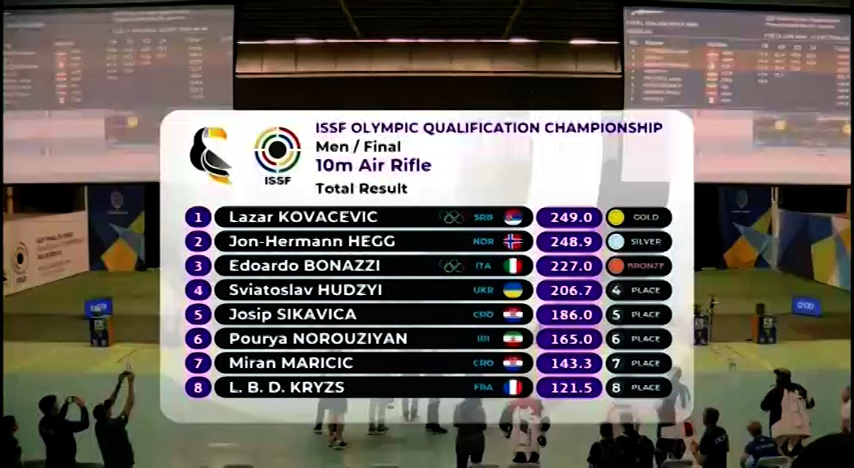 ISSF OLYMPIC QUALIFICATION CHAMPIONSHIP
Men / Final
10m Air Rifle
Total Result
ISSF
1 Lazar KOVACEVIC SRB 249.0 GOLD
2 Jon-Hermann HEGG NOR 248.9 SILVER
3 Edoardo BONAZZI ITA 227.0 BRONZE
4 Sviatoslav HUDZYI UKR 206.7 4 PLACE
5 Josip SIKAVICA CRO 186.0 5 PLACE
6 Pourya NOROUZIYAN IRI 165.0 6 PLACE
7 Miran MARICIC CRO 143.3 7 PLACE
8 L. B. D. KRYZS FRA 121.5 8 PLACE